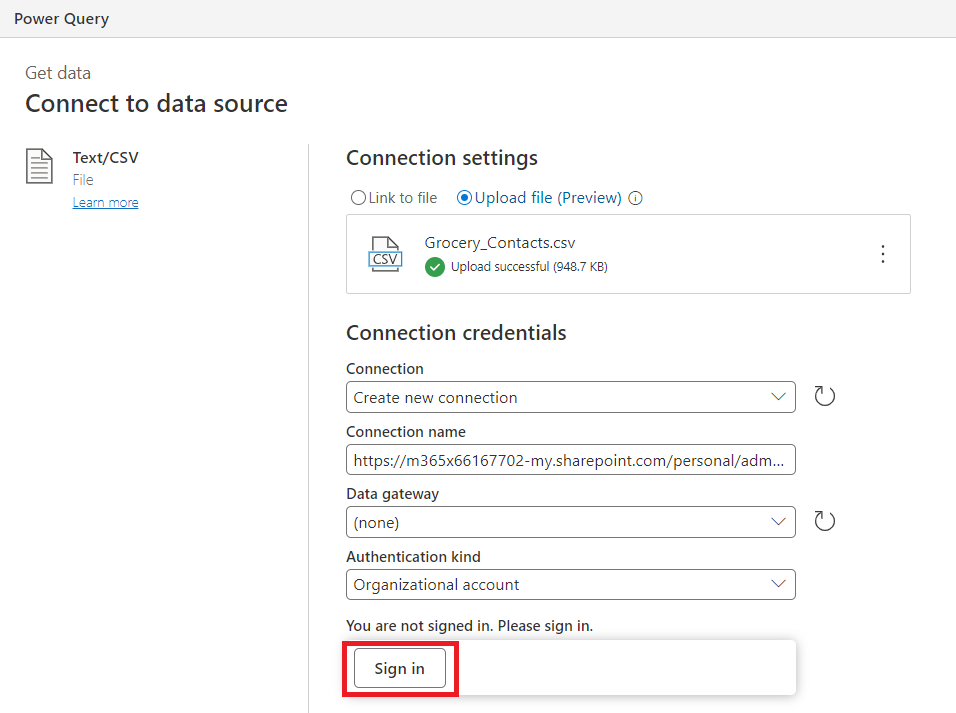 Power Query
Get data
Connect to data source
Text/CSV
File
Learn more
Connection settings
Link to file Upload file (Preview)
CSV
Grocery_Contacts.csv
Upload successful (948.7 KB)
Connection credentials
Connection
Create new connection
Connection name
https://m365x66167702-my.sharepoint.com/personal/adm...
Data gateway
(none)
Authentication kind
Organizational account
You are not signed in. Please sign in.
Sign in